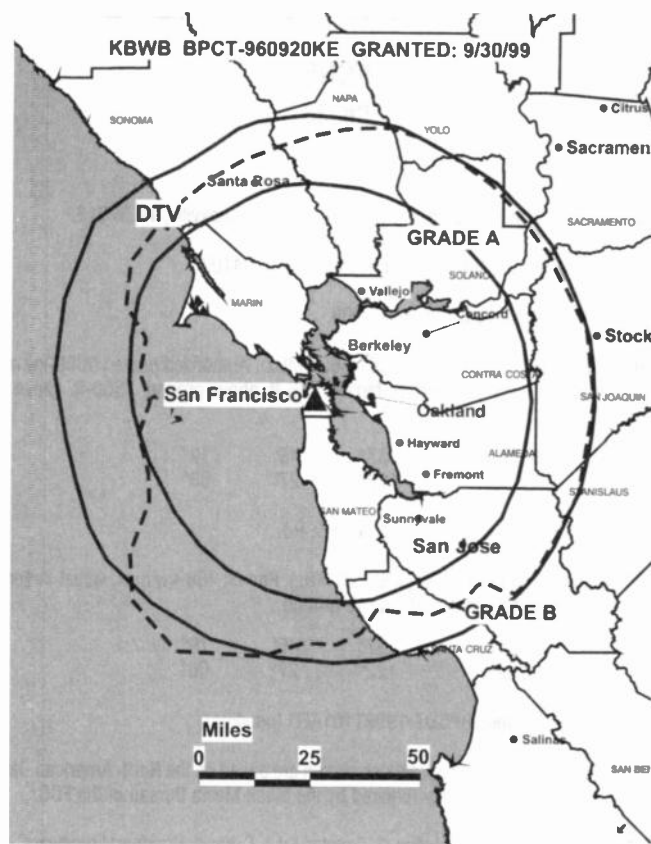 KBWB BPCT-960920KE GRANTED: 9/30/99
NAPA
SONOMA
YOLO
Citrus
Sacramen
Santa Rosa
DTV
SACRAMENTO
GRADE A
SOLANO
MARIN
Vallejo
Concord
Berkeley
Stock
CONTRA COSTA
San Francisco
SAN JOAQUIN
Oakland
Hayward
ALAMEDA
Fremont
STANISLAUS
SAN MATEO
Sunnyvale
San Jose
GRADE B
SANTA CRUZ
Miles
0 25 50
Salinas
SAN BEN